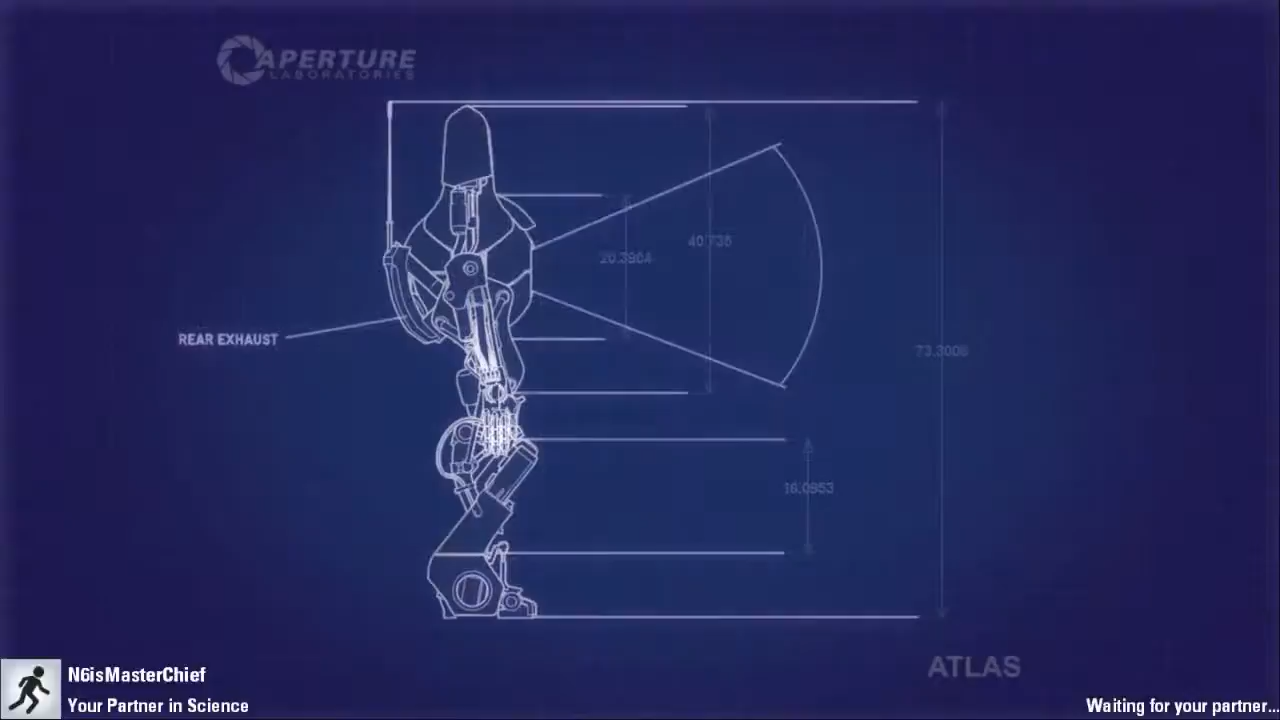 APERTURE
LABORATORIES
40.735
20.3904
REAR EXHAUST
73.3008
16.0953
ATLAS
N6isMasterChief
Your Partner in Science
Waiting for your partner...